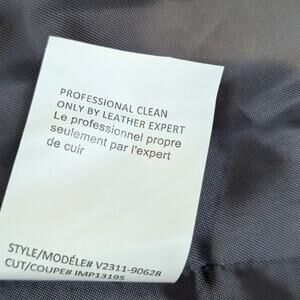 PROFESSIONAL CLEAN
ONLY BY LEATHER EXPERT
Le professionnel propre
seulement par l'expert
de cuir
STYLE/MODÉLE# V2311-90628
CUT/COUPE# IMP13195